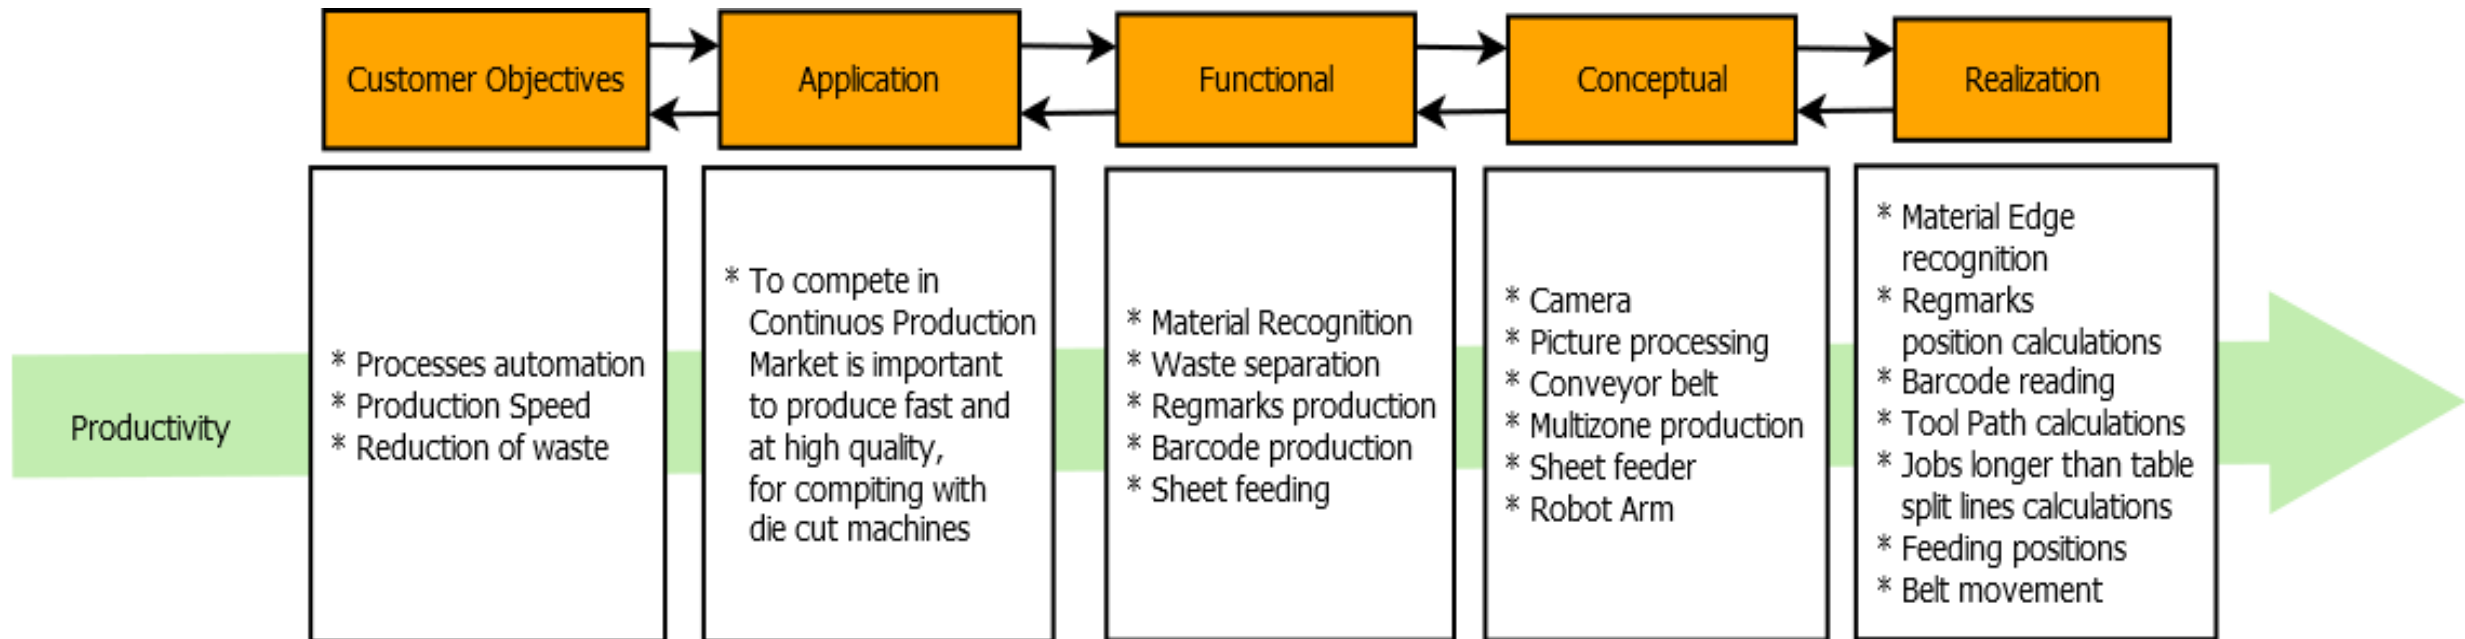 Customer Objectives
Application
Functional
Conceptual
Realization
Productivity
* Processes automation
* Production Speed
* Reduction of waste
* To compete in
Continuos Production
Market is important
to produce fast and
at high quality,
for compiting with
die cut machines
* Material Recognition
* Waste separation
* Regmarks production
* Barcode production
* Sheet feeding
* Camera
* Picture processing
* Conveyor belt
* Multizone production
* Sheet feeder
* Robot Arm
* Material Edge
recognition
* Regmarks
position calculations
* Barcode reading
* Tool Path calculations
* Jobs longer than table
split lines calculations
* Feeding positions
* Belt movement